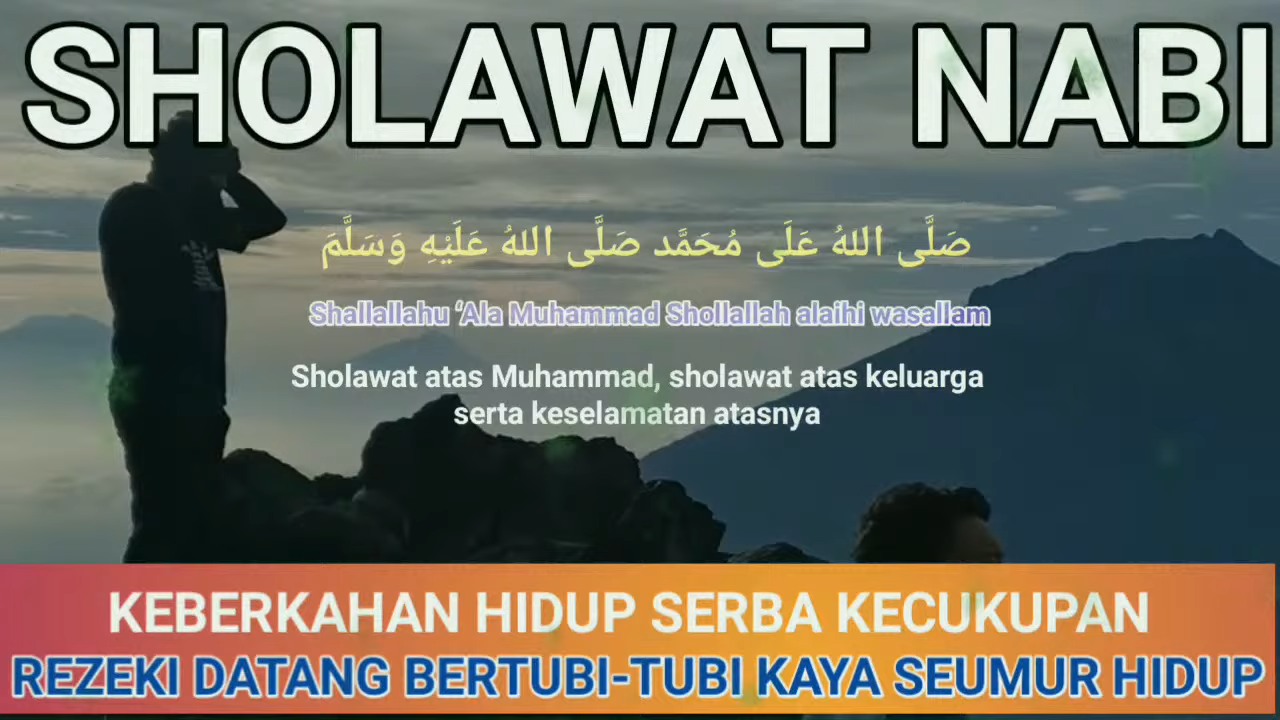 SHOLAWAT NABI
صَلَّى اللهُ عَلَى مُحَمَّد صَلَّى اللهُ عَلَيْهِ وَسَلَّمَ
Shallallahu ‘Ala Muhammad Shollallah alaihi wasallam
Sholawat atas Muhammad, sholawat atas keluarga
serta keselamatan atasnya
KEBERKAHAN HIDUP SERBA KECUKUPAN
REZEKI DATANG BERTUBI-TUBI KAYA SEUMUR HIDUP